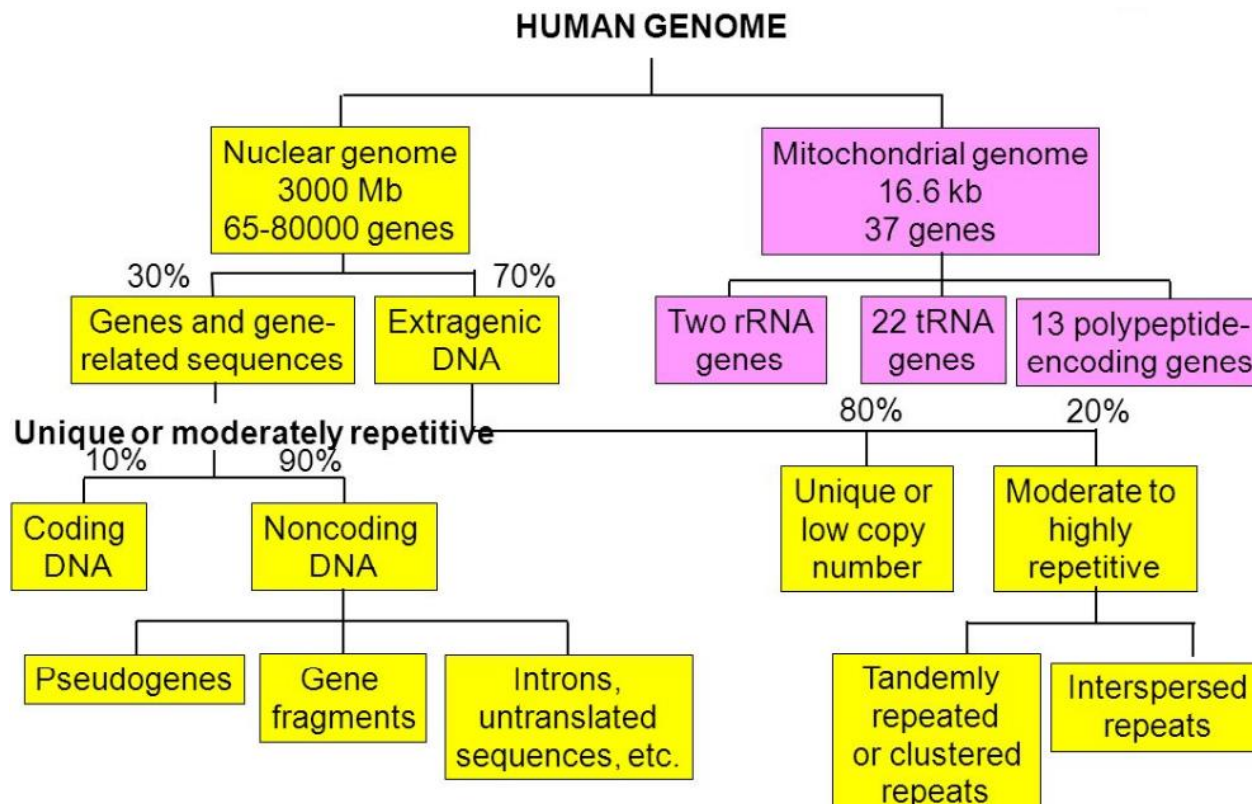 HUMAN GENOME
Nuclear genome
3000 Mb
65-80000 genes
Mitochondrial genome
16.6 kb
37 genes
30%
70%
Genes and gene-
related sequences
Extragenic
DNA
Two rRNA
genes
22 tRNA
genes
13 polypeptide-
encoding genes
Unique or moderately repetitive
80%
20%
10%
90%
Coding
DNA
Noncoding
DNA
Unique or
low copy
number
Moderate to
highly
repetitive
Pseudogenes
Gene
fragments
Introns,
untranslated
sequences, etc.
Tandemly
repeated
or clustered
repeats
Interspersed
repeats